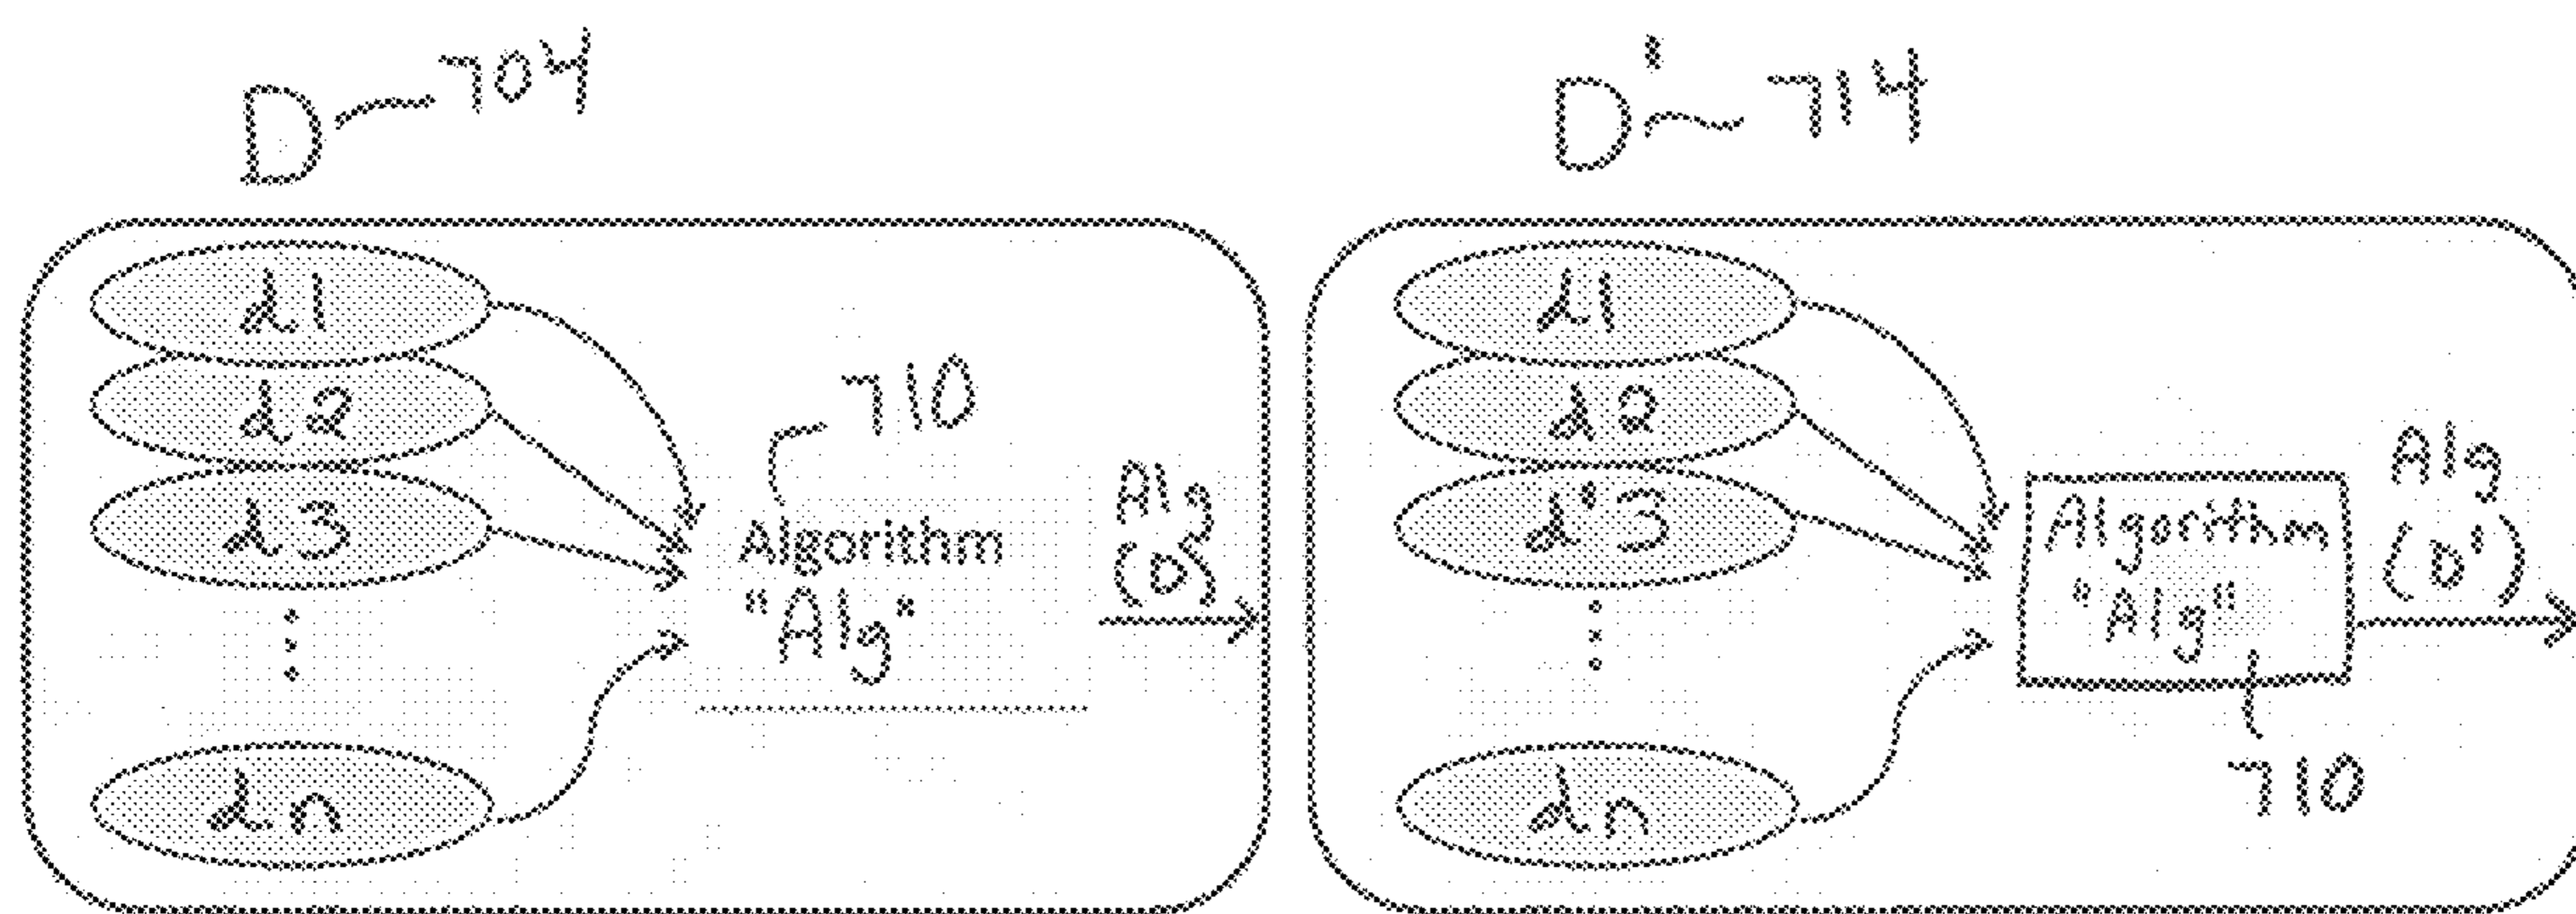 D 704
d1
d2
d3
dn
710
Algorithm
"Alg"
Alg
(D)
D' 714
d1
d2
d'3
dn
Algorithm
"Alg"
710
Alg
(D')